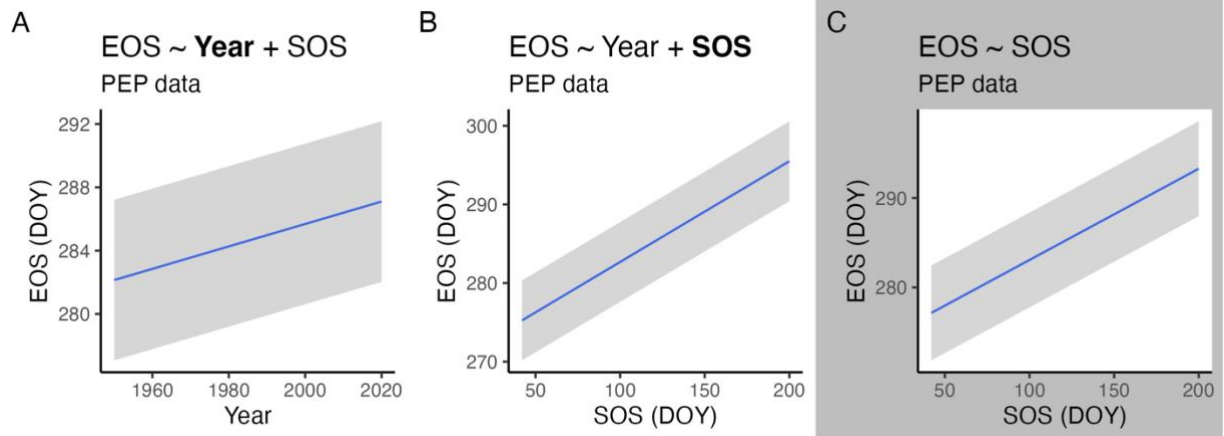 A
EOS ~ Year + SOS
PEP data
292
288
284
280
EOS (DOY)
1960
1980
2000
2020
Year
B
EOS ~ Year + SOS
PEP data
300
290
280
270
EOS (DOY)
50
100
150
200
SOS (DOY)
C
EOS ~ SOS
PEP data
290
280
EOS (DOY)
50
100
150
200
SOS (DOY)